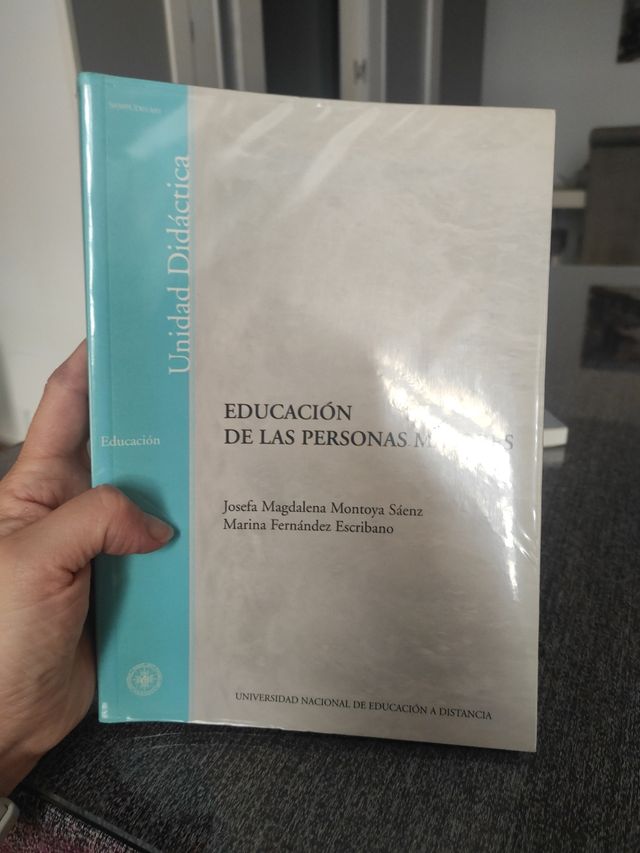 Unidad Didáctica
Educación
EDUCACIÓN
DE LAS PERSONAS
Josefa Magdalena Montoya Sáenz
Marina Fernández Escribano
UNIVERSIDAD NACIONAL DE EDUCACIÓN A DISTANCIA